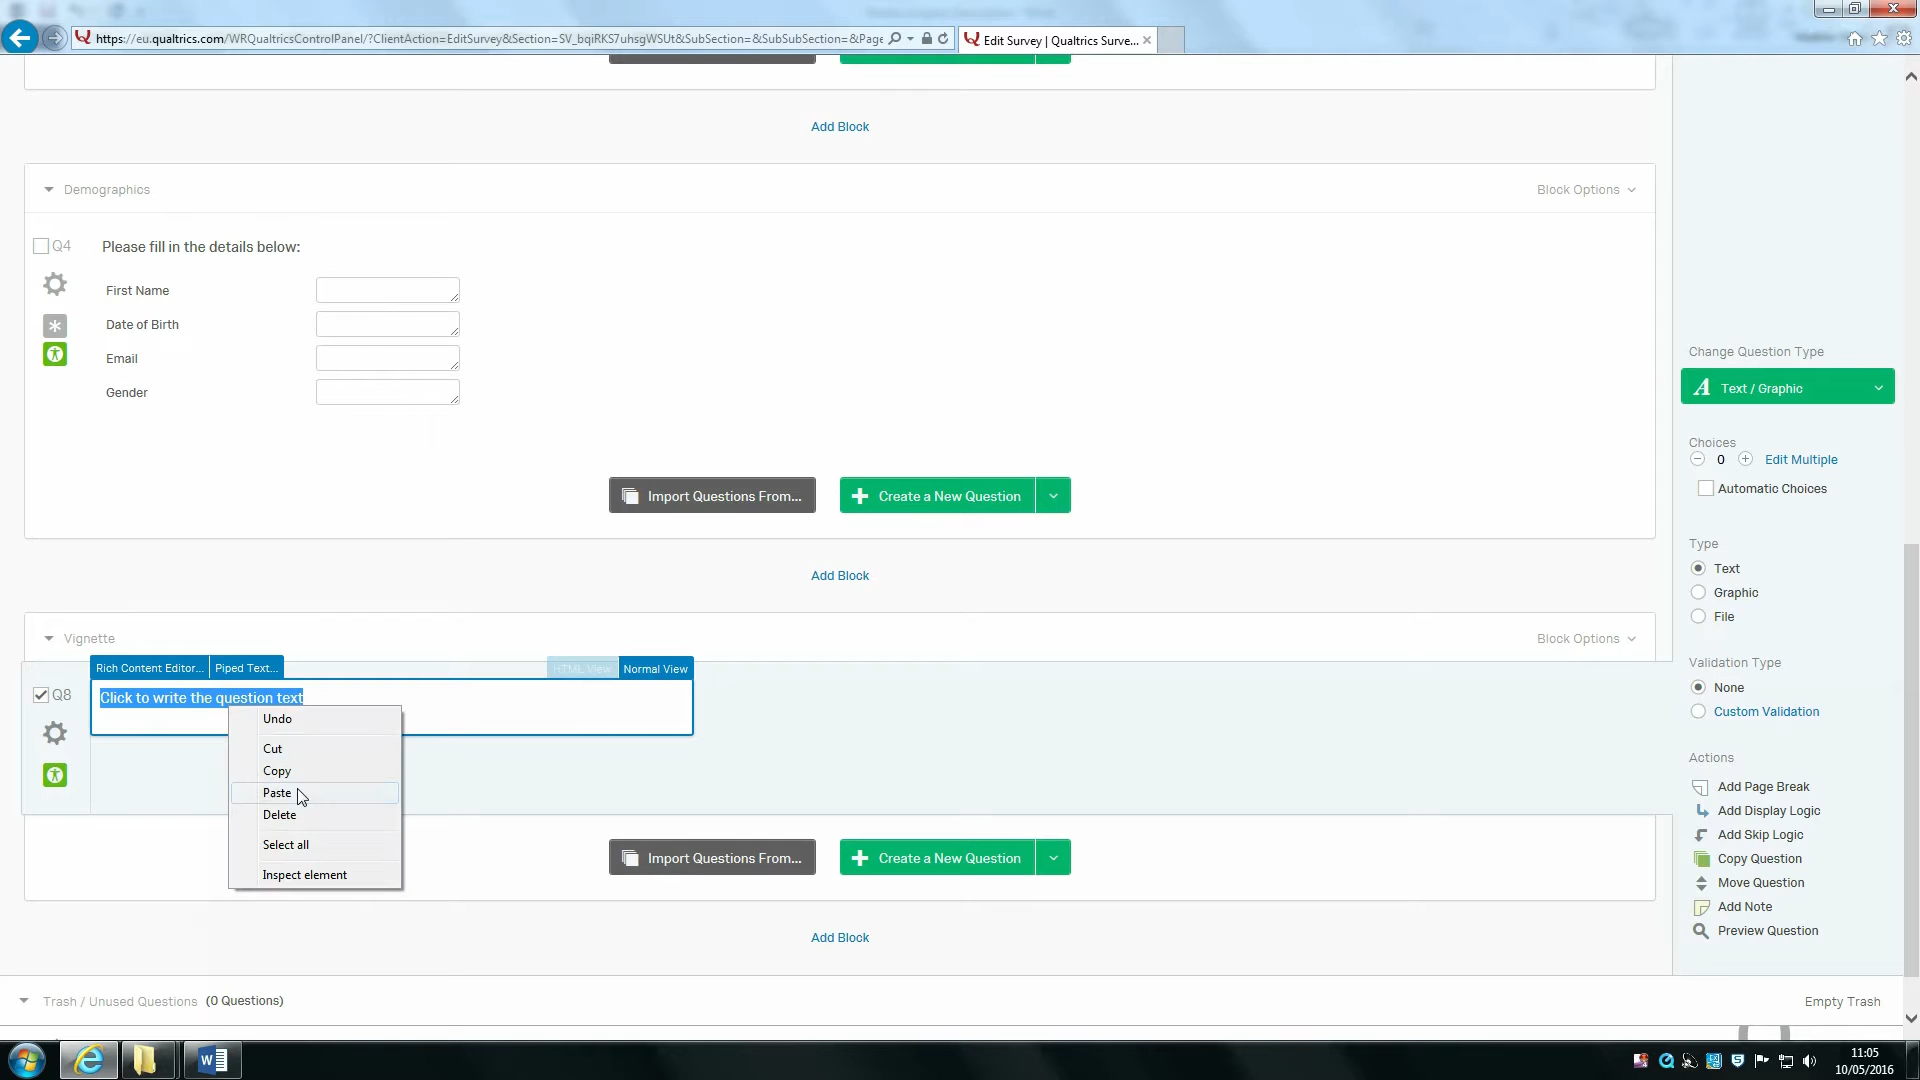 https://eu.qualtrics.com/WRQualtricsControlPanel/?ClientAction=EditSurvey&Section=SV_bqiRKS7uhsgWSUt&SubSection=&SubSubSection=&Page
Edit Survey | Qualtrics Surve...
Add Block
Demographics
Block Options
Q4
Please fill in the details below:
First Name
Date of Birth
Email
Gender
Import Questions From...
Create a New Question
Add Block
Vignette
Block Options
Rich Content Editor...
Piped Text...
HTML View
Normal View
Q8
Click to write the question text
Undo
Cut
Copy
Paste
Delete
Select all
Inspect element
Import Questions From...
Create a New Question
Add Block
Trash / Unused Questions (0 Questions)
Empty Trash
Change Question Type
A Text / Graphic
Choices
0
Edit Multiple
Automatic Choices
Type
Text
Graphic
File
Validation Type
None
Custom Validation
Actions
Add Page Break
Add Display Logic
Add Skip Logic
Copy Question
Move Question
Add Note
Preview Question
11:05
10/05/2016